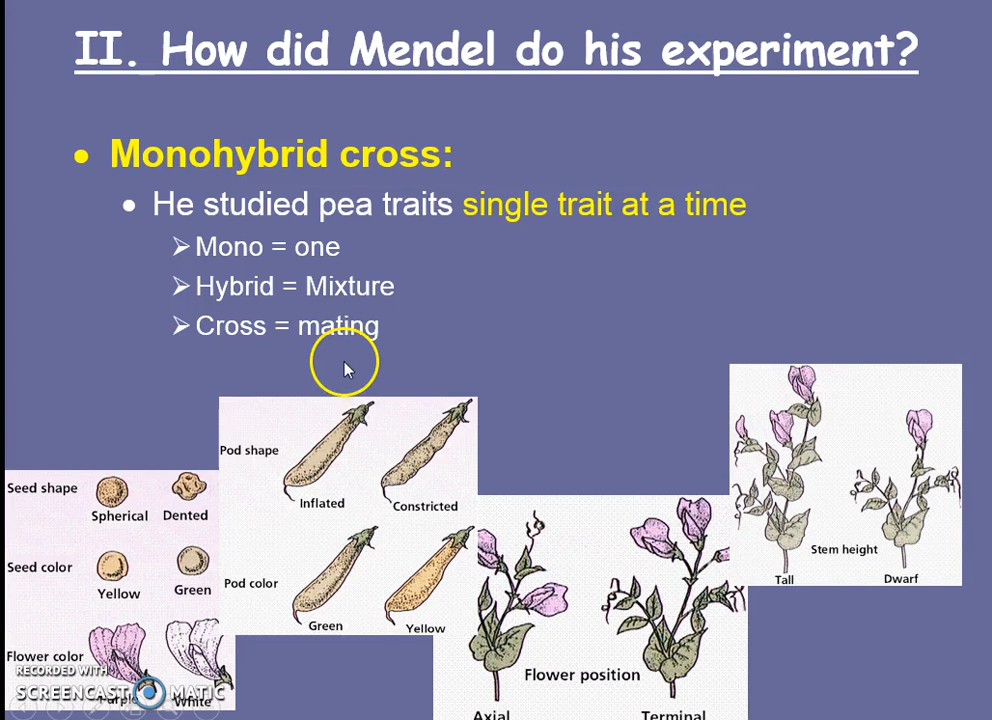 II. How did Mendel do his experiment?
• Monohybrid cross:
• He studied pea traits single trait at a time
➢ Mono = one
➢ Hybrid = Mixture
➢ Cross = mating
Seed shape
Spherical
Dented
Seed color
Yellow
Green
Flower color
Purple
White
Pod shape
Inflated
Constricted
Pod color
Green
Yellow
Flower position
Axial
Terminal
Stem height
Tall
Dwarf
RECORDED WITH
SCREENCAST MATIC